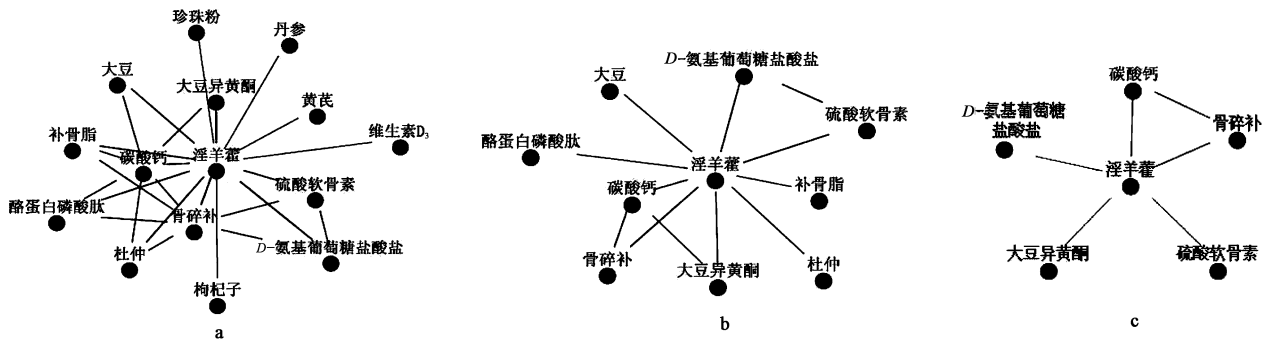 珍珠粉
丹参
大豆
大豆异黄酮
黄芪
补骨脂
维生素D₃
碳酸钙
淫羊藿
硫酸软骨素
酪蛋白磷酸肽
骨碎补
杜仲
D-氨基葡萄糖盐酸盐
枸杞子
a
D-氨基葡萄糖盐酸盐
大豆
硫酸软骨素
酪蛋白磷酸肽
淫羊藿
碳酸钙
补骨脂
骨碎补
大豆异黄酮
杜仲
b
碳酸钙
D-氨基葡萄糖
盐酸盐
骨碎补
淫羊藿
大豆异黄酮
硫酸软骨素
c